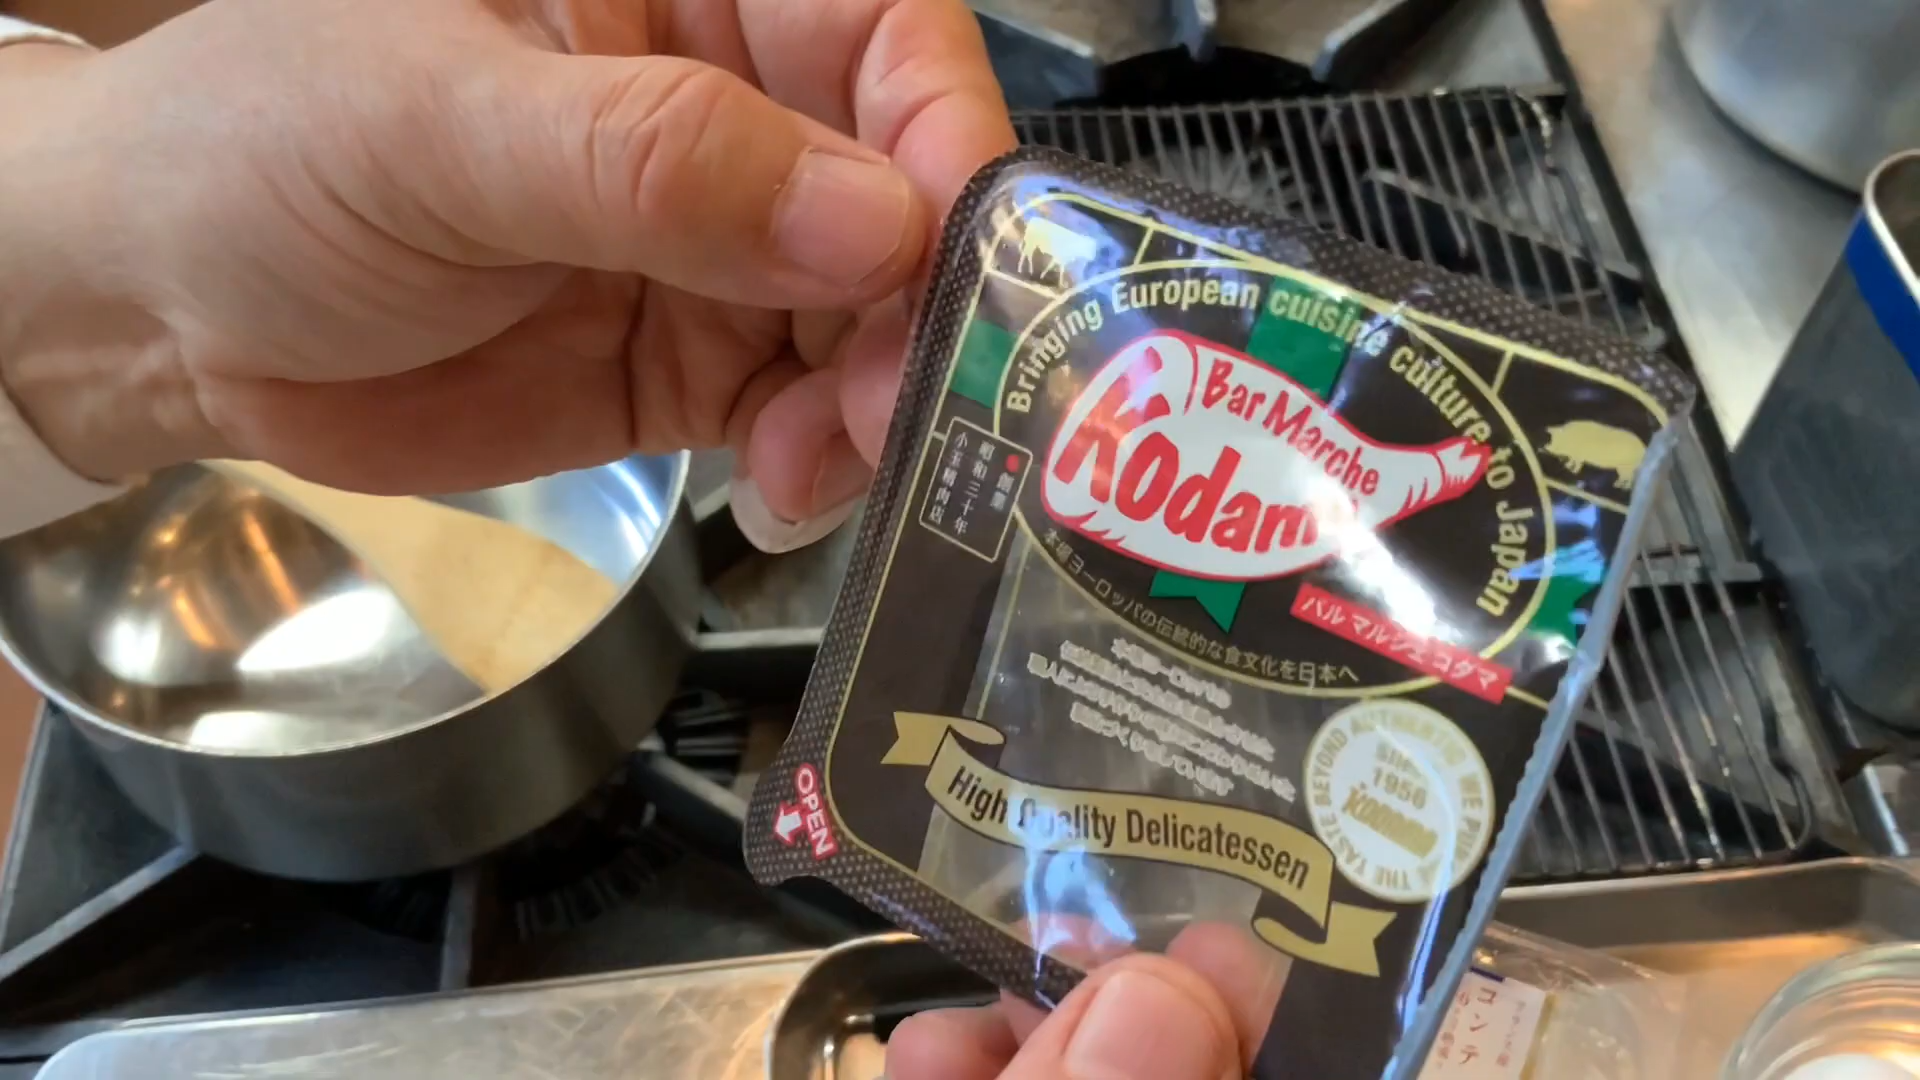 Bringing European cuisine culture to Japan
Bar Marche
Kodam
創業
昭和三十年
小玉精肉店
本場ヨーロッパの伝統的な食文化を日本へ
バル マルシェ コダマ
High Quality Delicatessen
BEYOND AUTHENTIC WE
THE TASTE
1956
OPEN
コンテ